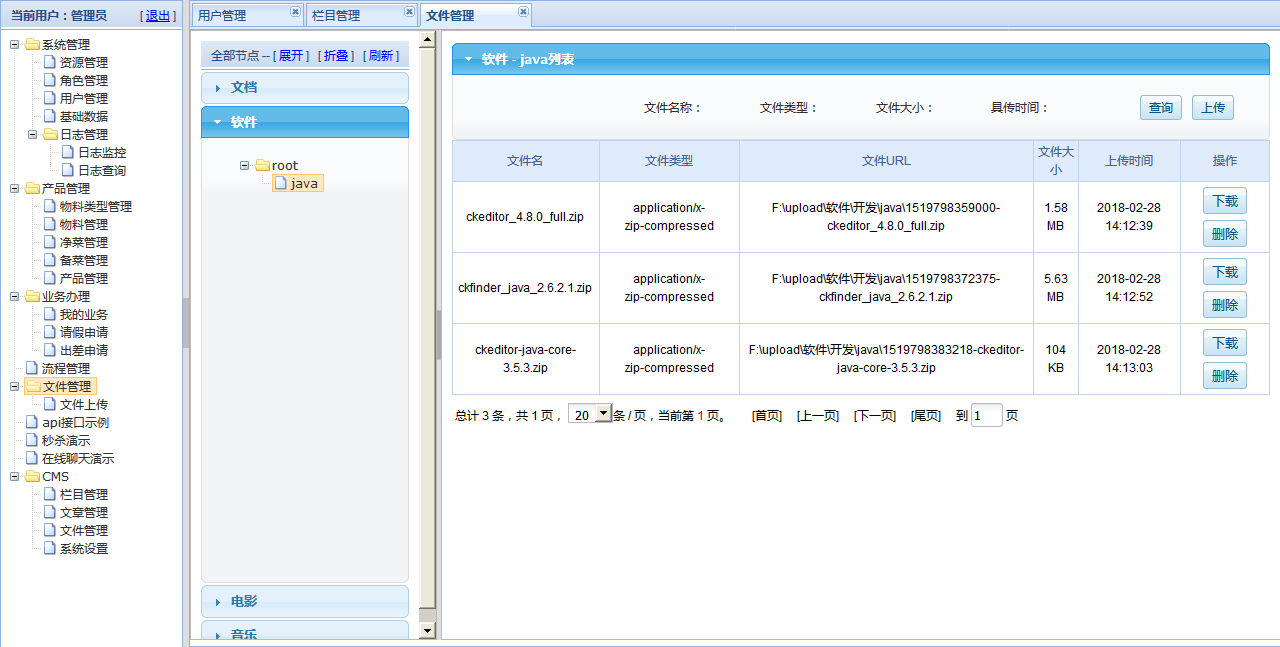 当前用户：管理员 [ 退出 ]
系统管理
资源管理
角色管理
用户管理
基础数据
日志管理
日志监控
日志查询
产品管理
物料类型管理
物料管理
净菜管理
备菜管理
产品管理
业务办理
我的业务
请假申请
出差申请
流程管理
文件管理
文件上传
api接口示例
秒杀演示
在线聊天演示
CMS
栏目管理
文章管理
文件管理
系统设置
用户管理 栏目管理 文件管理
全部节点 -- [ 展开 ] [ 折叠 ] [ 刷新 ]
文档
软件
root
java
电影
音乐
软件 - java列表
文件名称： 文件类型： 文件大小： 具传时间： 查询 上传
文件名 文件类型 文件URL 文件大小 上传时间 操作
ckeditor_4.8.0_full.zip application/x-zip-compressed F:\upload\软件\开发\java\1519798359000-ckeditor_4.8.0_full.zip 1.58 MB 2018-02-28 14:12:39 下载 删除
ckfinder_java_2.6.2.1.zip application/x-zip-compressed F:\upload\软件\开发\java\1519798372375-ckfinder_java_2.6.2.1.zip 5.63 MB 2018-02-28 14:12:52 下载 删除
ckeditor-java-core-3.5.3.zip application/x-zip-compressed F:\upload\软件\开发\java\1519798383218-ckeditor-java-core-3.5.3.zip 104 KB 2018-02-28 14:13:03 下载 删除
总计 3 条，共 1 页， 20 条 / 页，当前第 1 页。 [首页] [上一页] [下一页] [尾页] 到 1 页